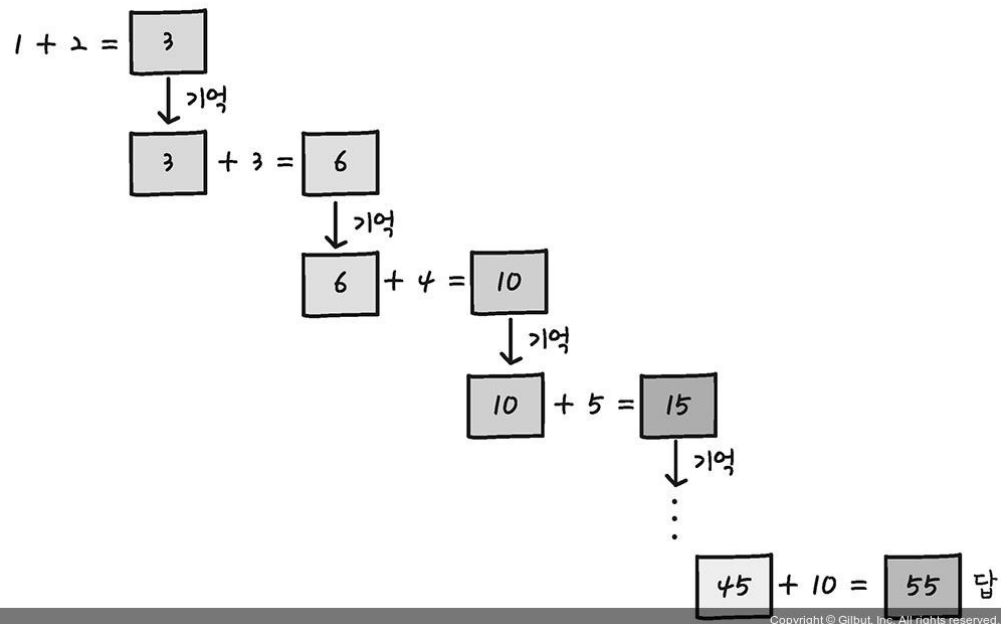 1 + 2 = 3
기억
3 + 3 = 6
기억
6 + 4 = 10
기억
10 + 5 = 15
기억
⋮
45 + 10 = 55 답
Copyright © Gilbut, Inc. All rights reserved.